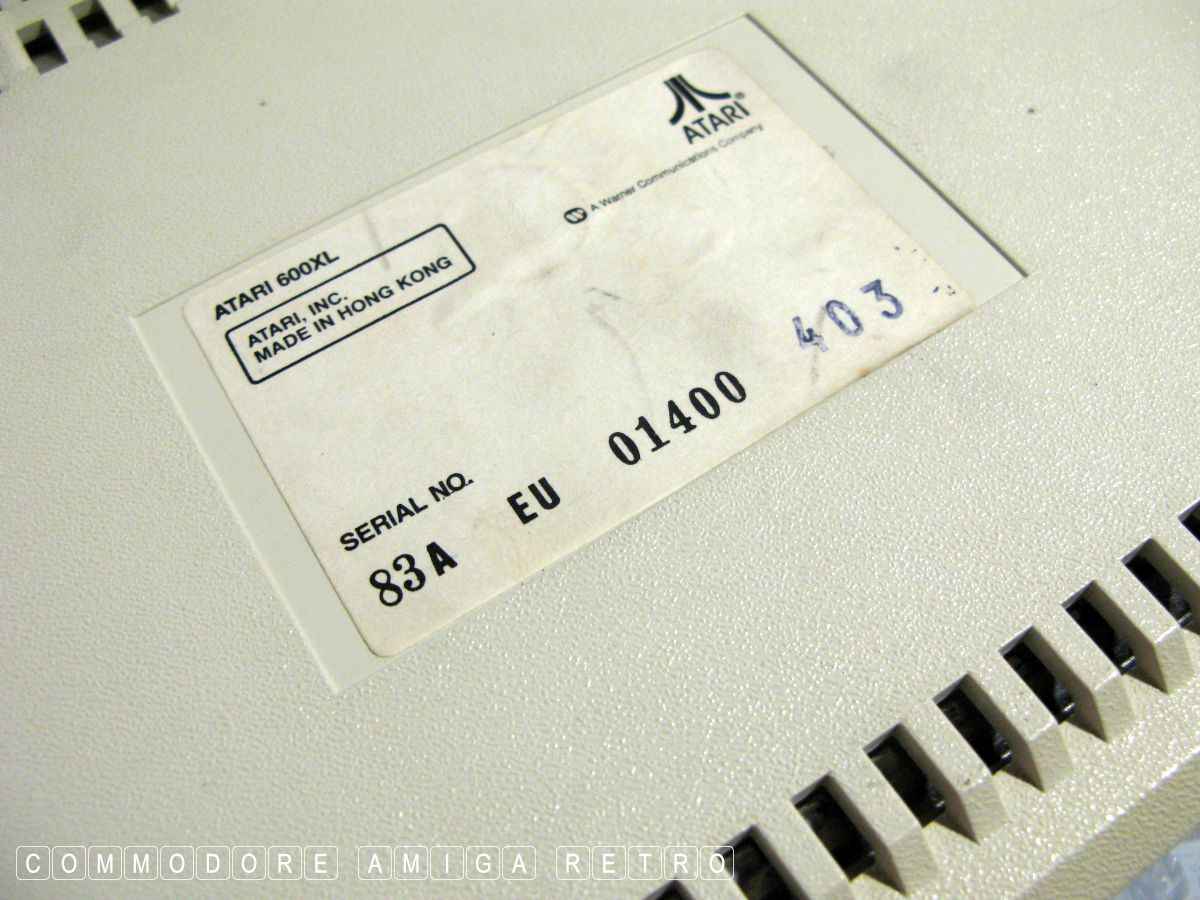 ATARI®
A Warner Communications Company
ATARI 600XL
ATARI, INC.
MADE IN HONG KONG
403
SERIAL NO.
83A EU 01400
COMMODORE AMIGA RETRO